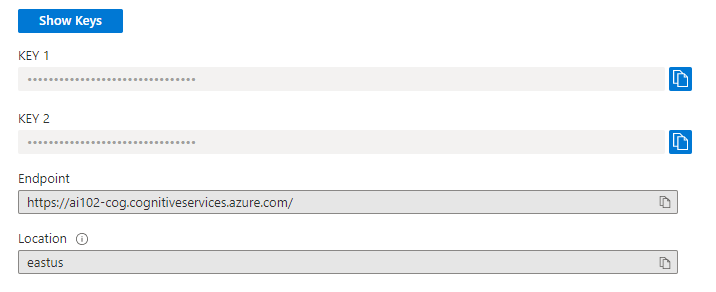 Show Keys
KEY 1
••••••••••••••••••••••••••••••••
KEY 2
••••••••••••••••••••••••••••••••
Endpoint
https://ai102-cog.cognitiveservices.azure.com/
Location
eastus